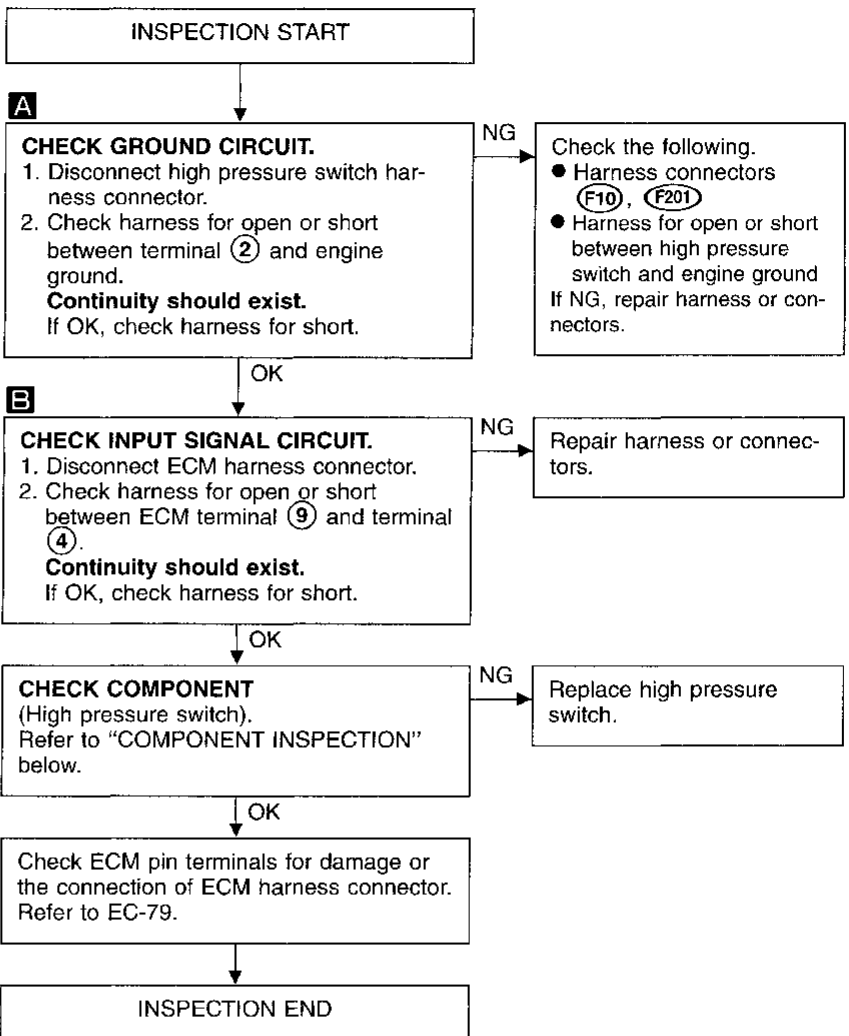 INSPECTION START
A
CHECK GROUND CIRCUIT.
1. Disconnect high pressure switch har-
ness connector.
2. Check harness for open or short
between terminal ② and engine
ground.
Continuity should exist.
If OK, check harness for short.
NG
Check the following.
● Harness connectors
F10, F201
● Harness for open or short
between high pressure
switch and engine ground
If NG, repair harness or con-
nectors.
OK
B
CHECK INPUT SIGNAL CIRCUIT.
1. Disconnect ECM harness connector.
2. Check harness for open or short
between ECM terminal ⑨ and terminal
④.
Continuity should exist.
If OK, check harness for short.
NG
Repair harness or connec-
tors.
OK
CHECK COMPONENT
(High pressure switch).
Refer to "COMPONENT INSPECTION"
below.
NG
Replace high pressure
switch.
OK
Check ECM pin terminals for damage or
the connection of ECM harness connector.
Refer to EC-79.
INSPECTION END